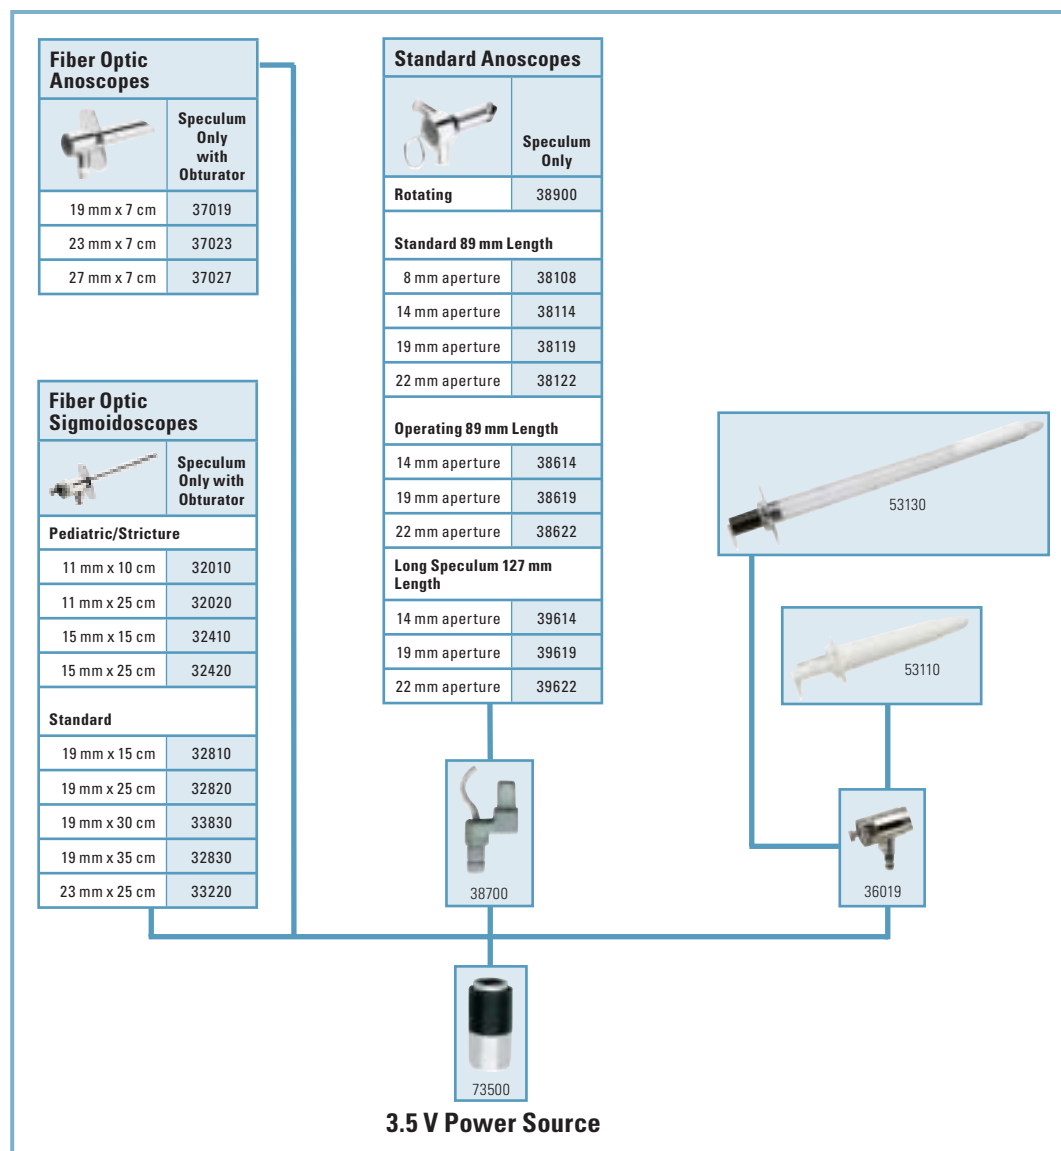 Fiber Optic
Anoscopes
Speculum
Only
with
Obturator
19 mm x 7 cm 37019
23 mm x 7 cm 37023
27 mm x 7 cm 37027
Fiber Optic
Sigmoidoscopes
Speculum
Only with
Obturator
Pediatric/Stricture
11 mm x 10 cm 32010
11 mm x 25 cm 32020
15 mm x 15 cm 32410
15 mm x 25 cm 32420
Standard
19 mm x 15 cm 32810
19 mm x 25 cm 32820
19 mm x 30 cm 33830
19 mm x 35 cm 32830
23 mm x 25 cm 33220
Standard Anoscopes
Speculum
Only
Rotating 38900
Standard 89 mm Length
8 mm aperture 38108
14 mm aperture 38114
19 mm aperture 38119
22 mm aperture 38122
Operating 89 mm Length
14 mm aperture 38614
19 mm aperture 38619
22 mm aperture 38622
Long Speculum 127 mm
Length
14 mm aperture 39614
19 mm aperture 39619
22 mm aperture 39622
38700
53130
53110
36019
73500
3.5 V Power Source